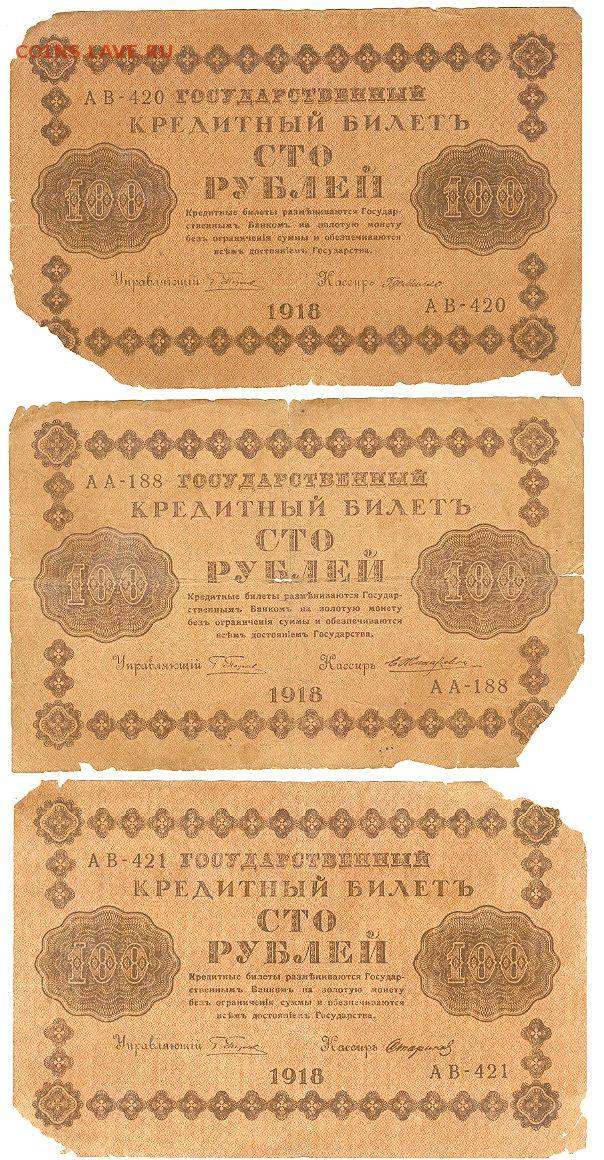 COINS.LAVE.RU
АВ-420 ГОСУДАРСТВЕННЫЙ
КРЕДИТНЫЙ БИЛЕТЪ
СТО
РУБЛЕЙ
100 100
Кредитные билеты размѣниваются Государ-
ственнымъ Банкомъ на золотую монету
безъ ограниченія суммы и обезпечиваются
всѣмъ достояніемъ Государства.
Управляющій Кассиръ
1918 АВ-420
АА-188 ГОСУДАРСТВЕННЫЙ
КРЕДИТНЫЙ БИЛЕТЪ
СТО
РУБЛЕЙ
100 100
Кредитные билеты размѣниваются Государ-
ственнымъ Банкомъ на золотую монету
безъ ограниченія суммы и обезпечиваются
всѣмъ достояніемъ Государства.
Управляющій Кассиръ
1918 АА-188
АВ-421 ГОСУДАРСТВЕННЫЙ
КРЕДИТНЫЙ БИЛЕТЪ
СТО
РУБЛЕЙ
100 100
Кредитные билеты размѣниваются Государ-
ственнымъ Банкомъ на золотую монету
безъ ограниченія суммы и обезпечиваются
всѣмъ достояніемъ Государства.
Управляющій Кассиръ
1918 АВ-421